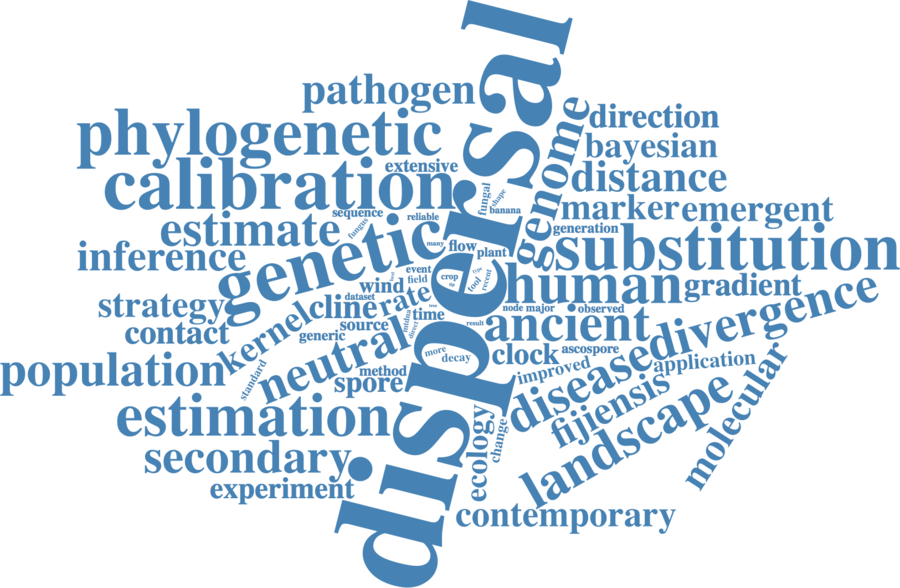 dispersal
pathogen
phylogenetic
calibration
extensive
estimate
sequence
reliable
fungus
inference
genetic
many
flow
plant
fungal
shape
banana
genome
direction
bayesian
distance
marker
emergent
generation
substitution
human
gradient
strategy
contact
kernel
cline
rate
wind
event
field
dataset
crop
tool
recent
time
source
generic
mtdna
direct
node
major
observed
result
ancient
divergence
neutral
population
standard
method
spore
more
decay
clock
ascospore
improved
disease
application
fijiensis
landscape
molecular
estimation
secondary
experiment
ecology
change
contemporary